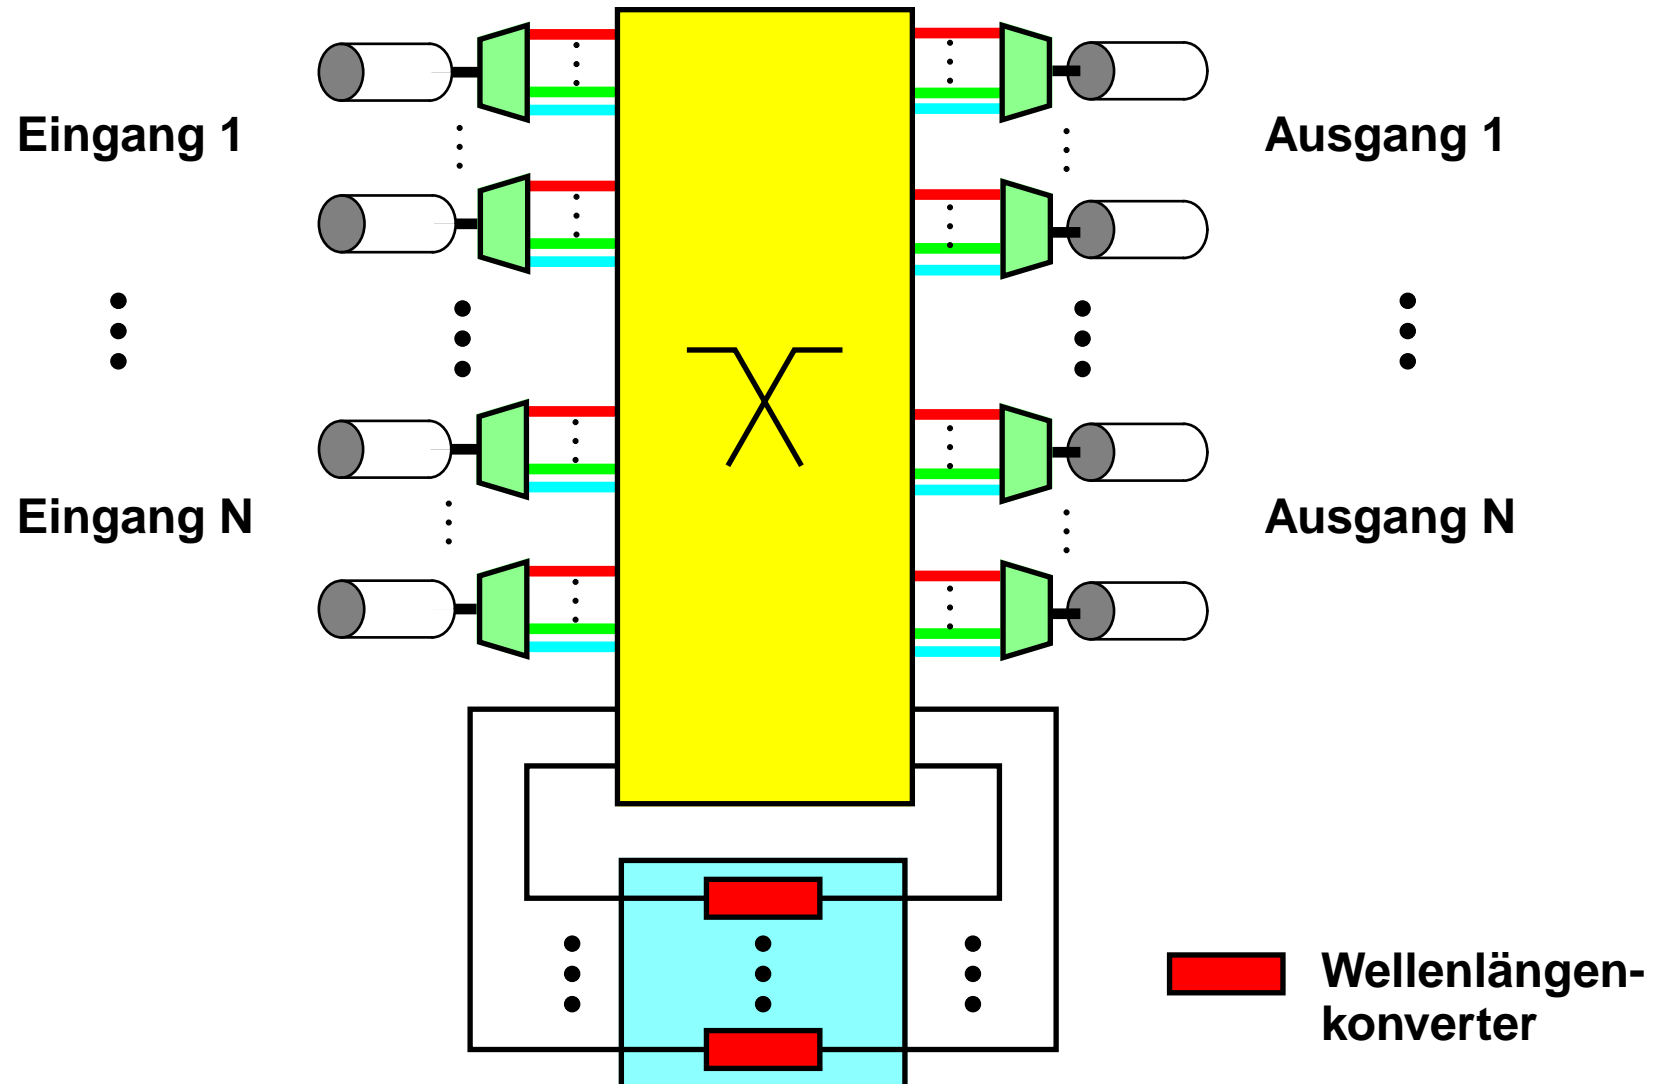 Eingang 1
Ausgang 1
Eingang N
Ausgang N
Wellenlängen-
konverter